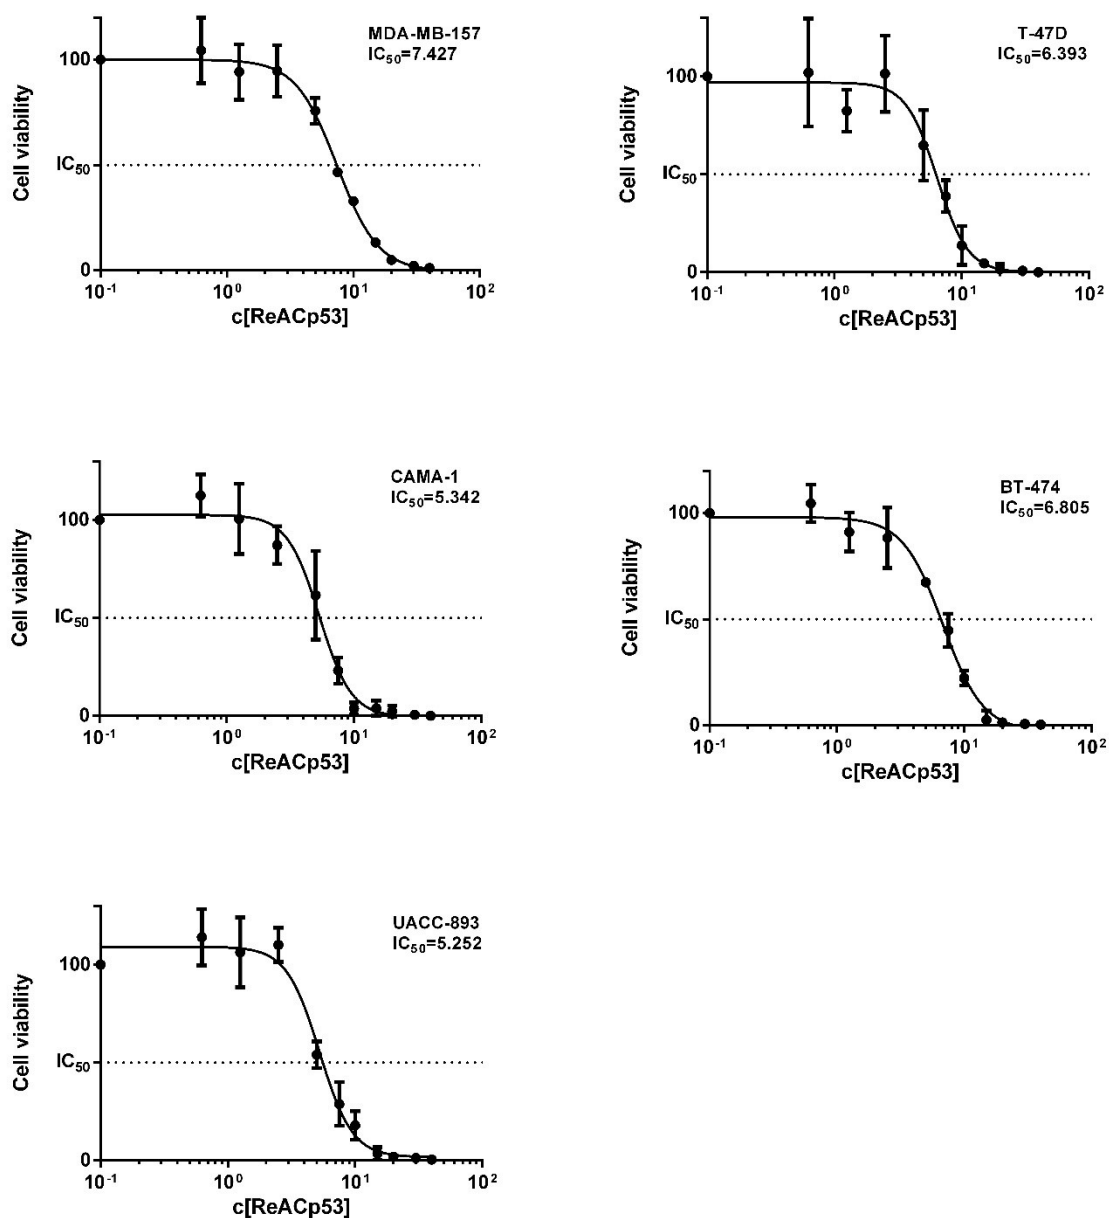 MDA-MB-157
IC50=7.427
Cell viability
100
IC50
0
10-1
100
101
102
c[ReACp53]
T-47D
IC50=6.393
Cell viability
100
IC50
0
10-1
100
101
102
c[ReACp53]
CAMA-1
IC50=5.342
Cell viability
100
IC50
0
10-1
100
101
102
c[ReACp53]
BT-474
IC50=6.805
Cell viability
100
IC50
0
10-1
100
101
102
c[ReACp53]
UACC-893
IC50=5.252
Cell viability
100
IC50
0
10-1
100
101
102
c[ReACp53]